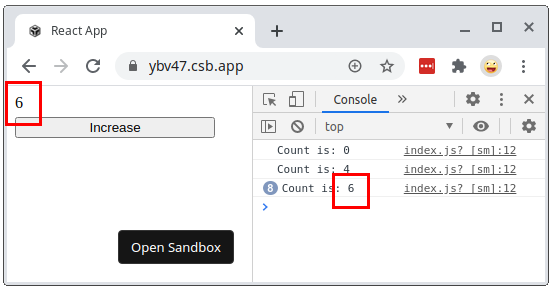 React App
ybv47.csb.app
6
Increase
Open Sandbox
Console
top
Count is: 0 index.js? [sm]:12
Count is: 4 index.js? [sm]:12
8 Count is: 6 index.js? [sm]:12